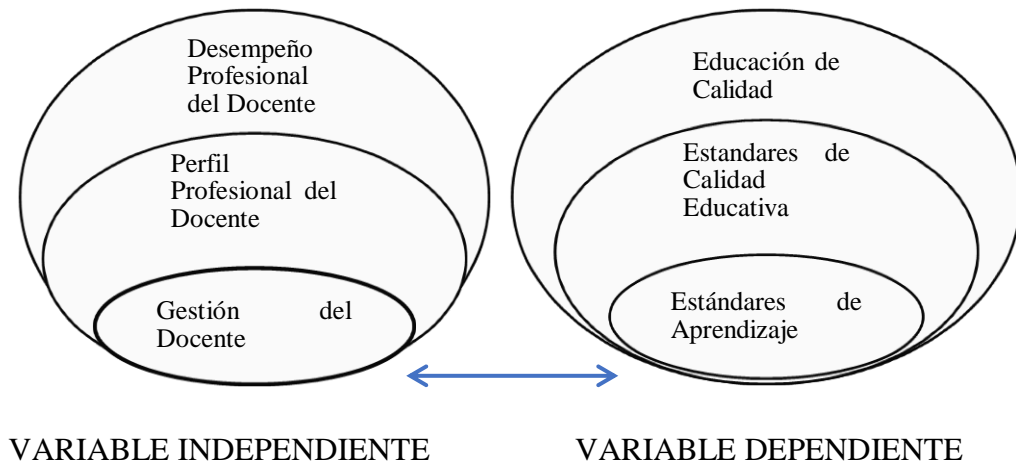 Desempeño
Profesional
del Docente
Perfil
Profesional del
Docente
Gestión del
Docente
Educación de
Calidad
Estandares de
Calidad
Educativa
Estándares de
Aprendizaje
VARIABLE INDEPENDIENTE
VARIABLE DEPENDIENTE